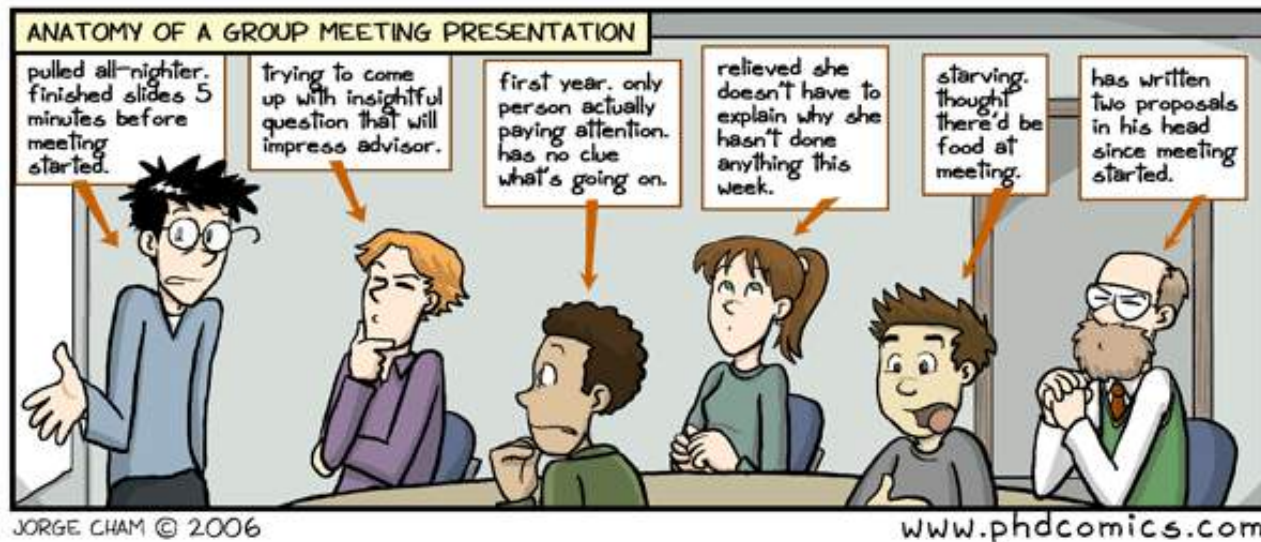 ANATOMY OF A GROUP MEETING PRESENTATION
pulled all-nighter.
finished slides 5
minutes before
meeting
started.
trying to come
up with insightful
question that will
impress advisor.
first year. only
person actually
paying attention.
has no clue
what's going on.
relieved she
doesn't have to
explain why she
hasn't done
anything this
week.
starving.
thought
there'd be
food at
meeting.
has written
two proposals
in his head
since meeting
started.
JORGE CHAM © 2006
www.phdcomics.com